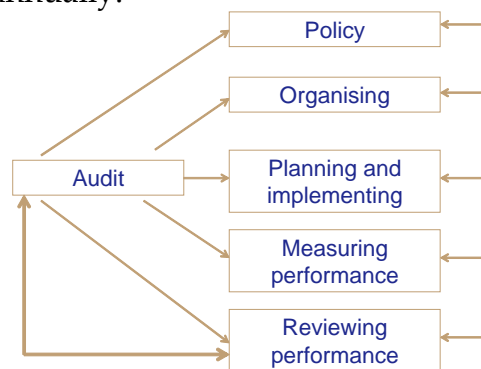 Policy
Organising
Audit
Planning and
implementing
Measuring
performance
Reviewing
performance